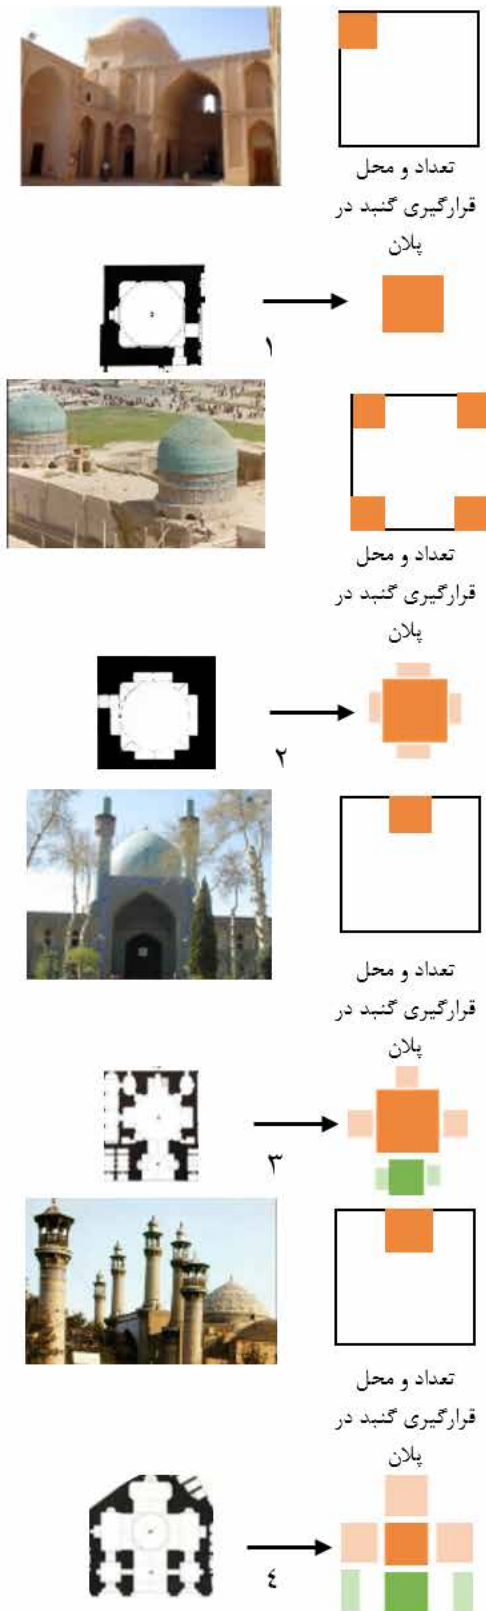 تعداد و محل
قرارگیری گنبد در
پلان
۱
تعداد و محل
قرارگیری گنبد در
پلان
۲
تعداد و محل
قرارگیری گنبد در
پلان
۳
تعداد و محل
قرارگیری گنبد در
پلان
٤